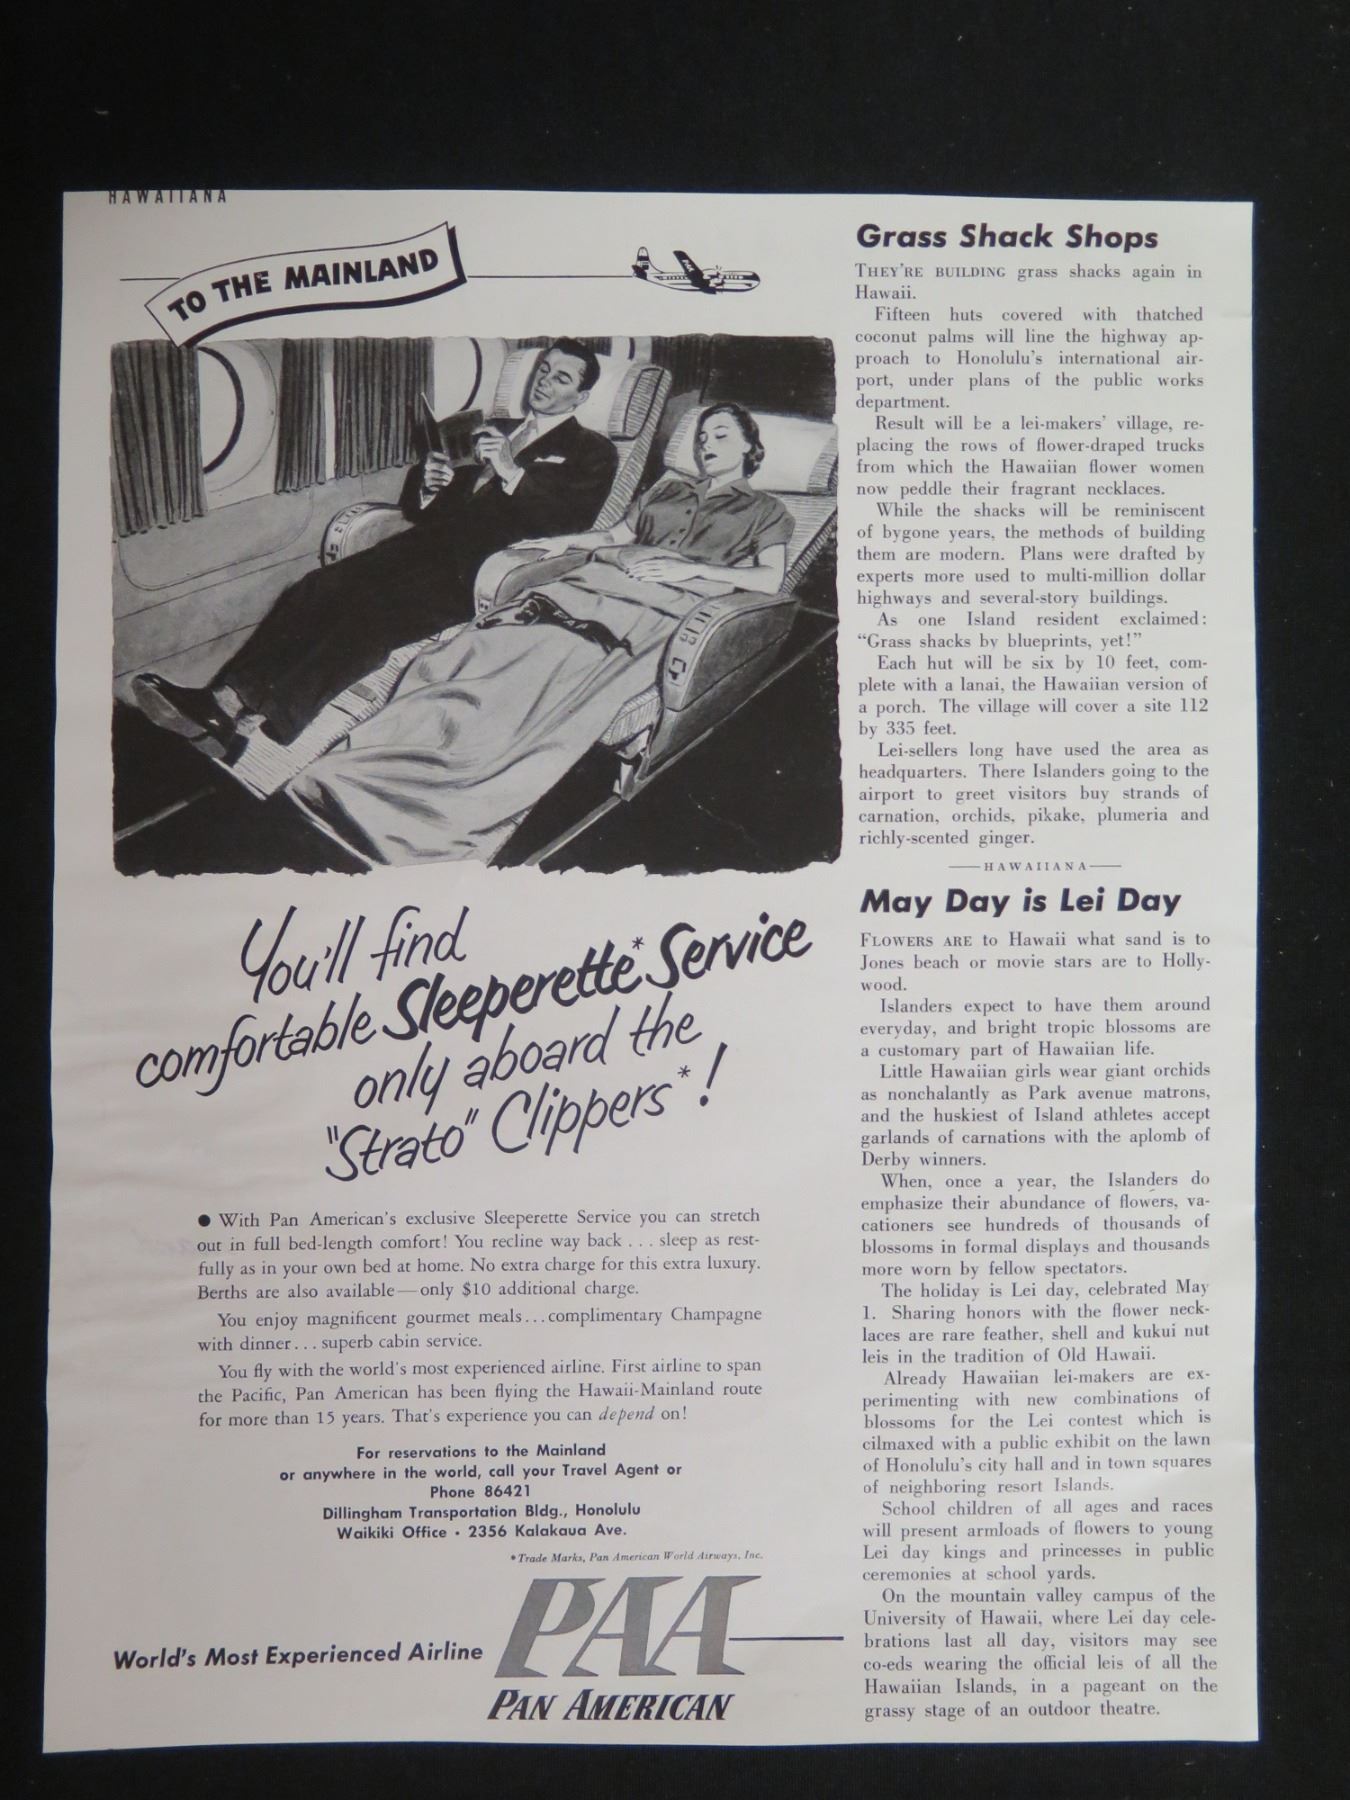 HAWAIIANA
TO THE MAINLAND
You'll find
comfortable Sleeperette* Service
only aboard the
"Strato" Clippers*!
● With Pan American's exclusive Sleeperette Service you can stretch
out in full bed-length comfort! You recline way back . . . sleep as rest-
fully as in your own bed at home. No extra charge for this extra luxury.
Berths are also available—only $10 additional charge.
You enjoy magnificent gourmet meals...complimentary Champagne
with dinner... superb cabin service.
You fly with the world's most experienced airline. First airline to span
the Pacific, Pan American has been flying the Hawaii-Mainland route
for more than 15 years. That's experience you can depend on!
For reservations to the Mainland
or anywhere in the world, call your Travel Agent or
Phone 86421
Dillingham Transportation Bldg., Honolulu
Waikiki Office • 2356 Kalakaua Ave.
*Trade Marks, Pan American World Airways, Inc.
World's Most Experienced Airline
PAA
PAN AMERICAN
Grass Shack Shops
THEY'RE BUILDING grass shacks again in
Hawaii.
Fifteen huts covered with thatched
coconut palms will line the highway ap-
proach to Honolulu's international air-
port, under plans of the public works
department.
Result will be a lei-makers' village, re-
placing the rows of flower-draped trucks
from which the Hawaiian flower women
now peddle their fragrant necklaces.
While the shacks will be reminiscent
of bygone years, the methods of building
them are modern. Plans were drafted by
experts more used to multi-million dollar
highways and several-story buildings.
As one Island resident exclaimed:
"Grass shacks by blueprints, yet!"
Each hut will be six by 10 feet, com-
plete with a lanai, the Hawaiian version of
a porch. The village will cover a site 112
by 335 feet.
Lei-sellers long have used the area as
headquarters. There Islanders going to the
airport to greet visitors buy strands of
carnation, orchids, pikake, plumeria and
richly-scented ginger.
HAWAIIANA
May Day is Lei Day
FLOWERS ARE to Hawaii what sand is to
Jones beach or movie stars are to Holly-
wood.
Islanders expect to have them around
everyday, and bright tropic blossoms are
a customary part of Hawaiian life.
Little Hawaiian girls wear giant orchids
as nonchalantly as Park avenue matrons,
and the huskiest of Island athletes accept
garlands of carnations with the aplomb of
Derby winners.
When, once a year, the Islanders do
emphasize their abundance of flowers, va-
cationers see hundreds of thousands of
blossoms in formal displays and thousands
more worn by fellow spectators.
The holiday is Lei day, celebrated May
1. Sharing honors with the flower neck-
laces are rare feather, shell and kukui nut
leis in the tradition of Old Hawaii.
Already Hawaiian lei-makers are ex-
perimenting with new combinations of
blossoms for the Lei contest which is
cilmaxed with a public exhibit on the lawn
of Honolulu's city hall and in town squares
of neighboring resort Islands.
School children of all ages and races
will present armloads of flowers to young
Lei day kings and princesses in public
ceremonies at school yards.
On the mountain valley campus of the
University of Hawaii, where Lei day cele-
brations last all day, visitors may see
co-eds wearing the official leis of all the
Hawaiian Islands, in a pageant on the
grassy stage of an outdoor theatre.